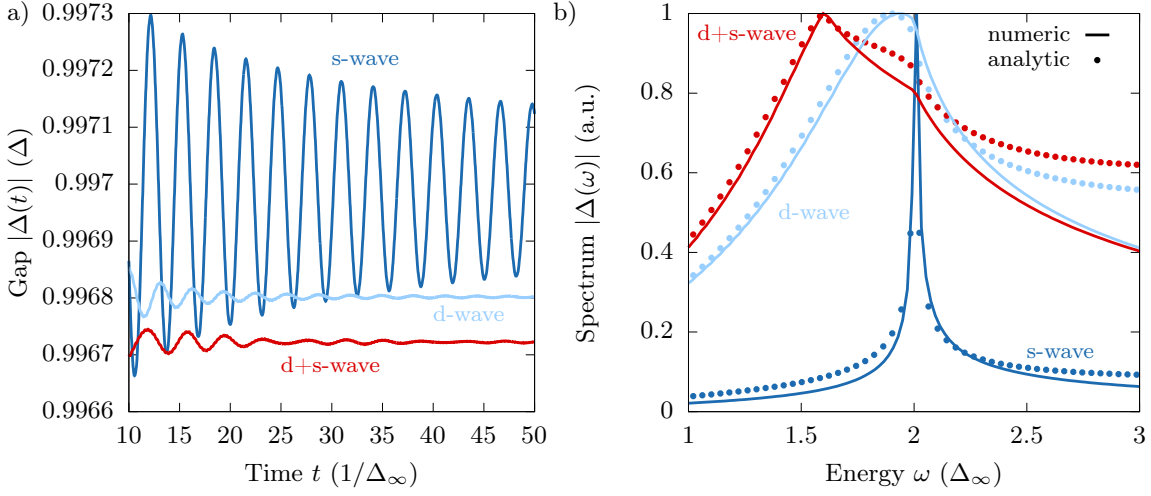 a)
Gap |Δ(t)| (Δ)
0.9973
0.9972
0.9971
0.997
0.9969
0.9968
0.9967
0.9966
s-wave
d-wave
d+s-wave
10 15 20 25 30 35 40 45 50
Time t (1/Δ∞)
b)
Spectrum |Δ(ω)| (a.u.)
1
0.8
0.6
0.4
0.2
0
d+s-wave
numeric
analytic
d-wave
s-wave
1 1.5 2 2.5 3
Energy ω (Δ∞)